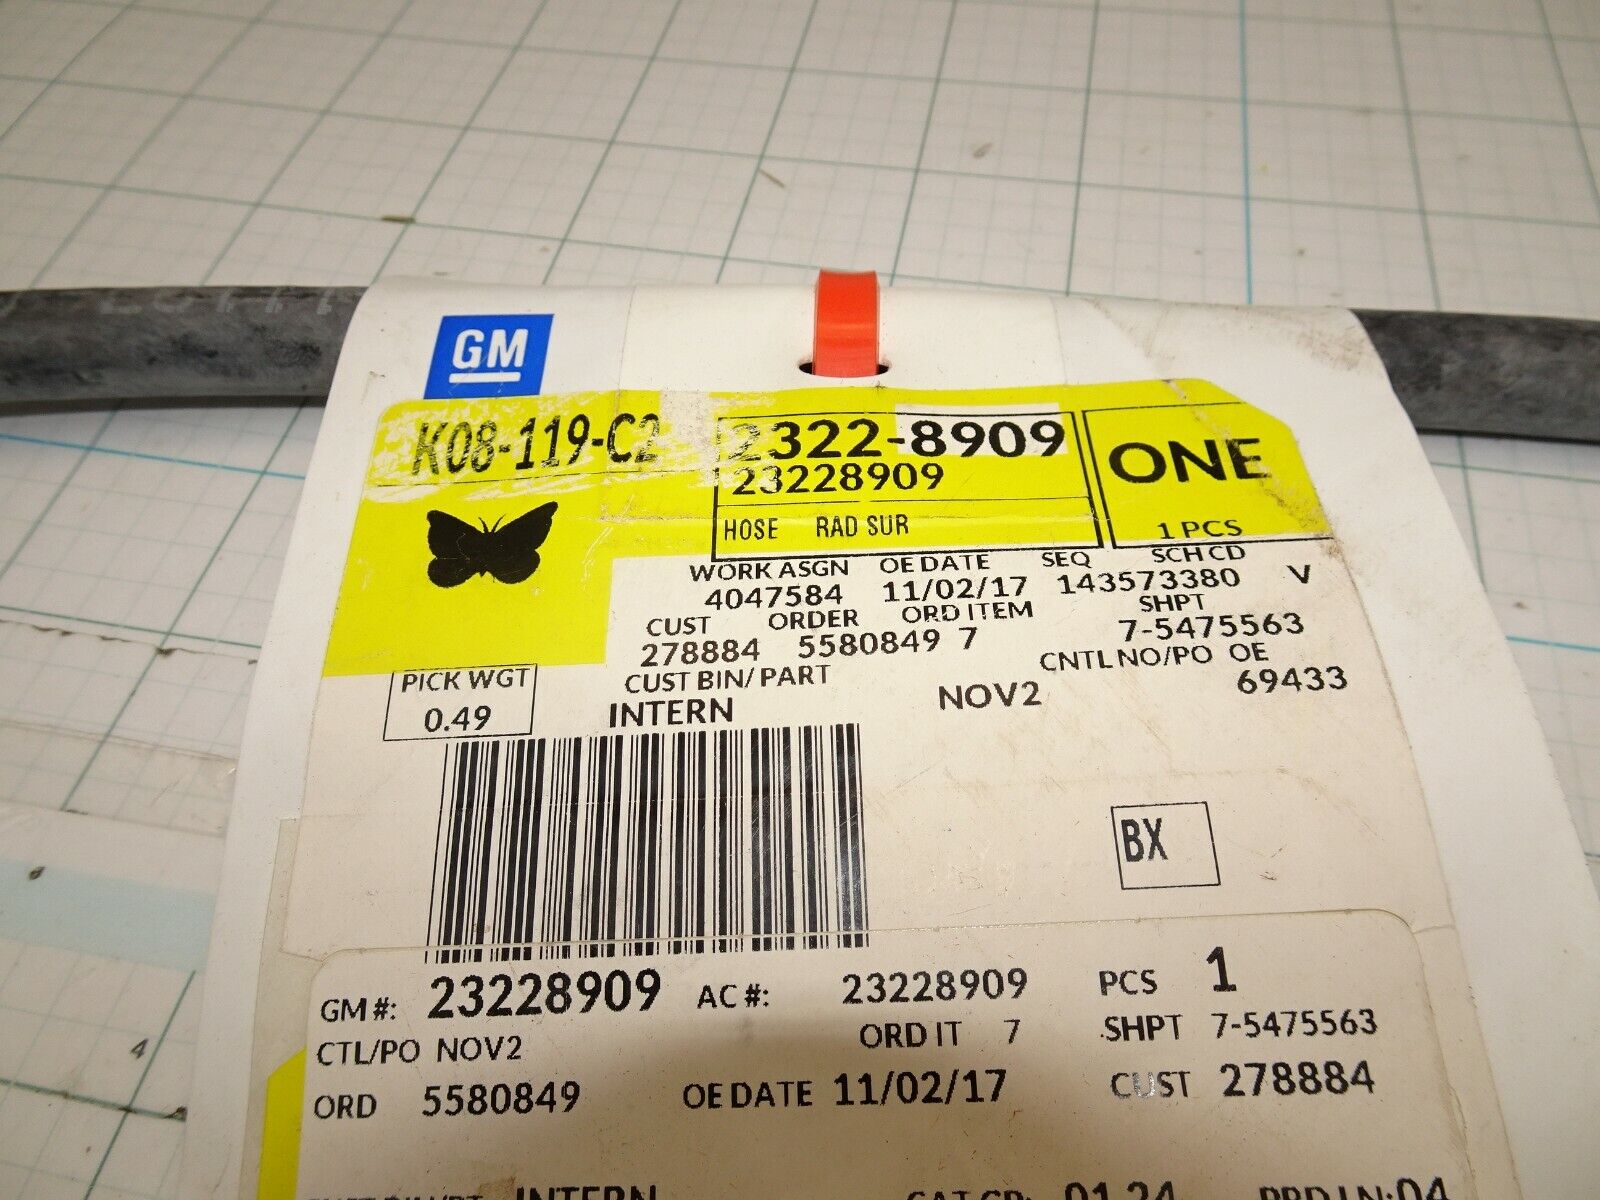 GM
K08-119-C2 2322-8909 ONE
23228909
HOSE RAD SUR 1 PCS
WORK ASGN OE DATE SEQ SCH CD
4047584 11/02/17 143573380 V
CUST ORDER ORD ITEM SHPT
278884 5580849 7 7-5475563
PICK WGT CUST BIN/PART CNTL NO/PO OE
0.49 INTERN NOV2 69433
BX
GM #: 23228909 AC #: 23228909 PCS 1
CTL/PO NOV2 ORD IT 7 SHPT 7-5475563
ORD 5580849 OE DATE 11/02/17 CUST 278884
INTERN
4